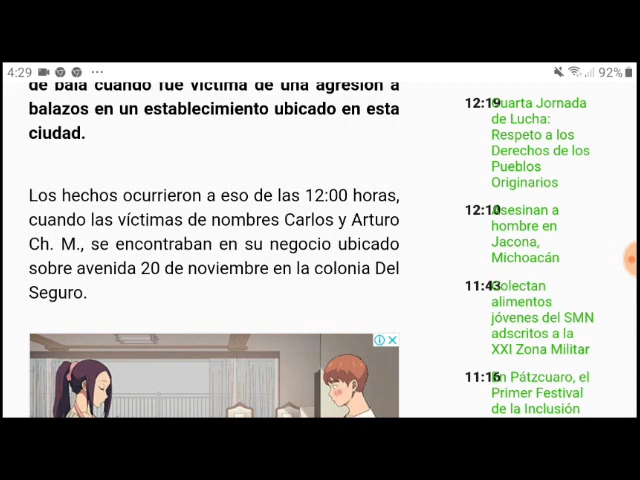 4:29
92%
de bala cuando fue víctima de una agresión a
balazos en un establecimiento ubicado en esta
ciudad.
Los hechos ocurrieron a eso de las 12:00 horas,
cuando las víctimas de nombres Carlos y Arturo
Ch. M., se encontraban en su negocio ubicado
sobre avenida 20 de noviembre en la colonia Del
Seguro.
12:19 Cuarta Jornada
de Lucha:
Respeto a los
Derechos de los
Pueblos
Originarios
12:10 Asesinan a
hombre en
Jacona,
Michoacán
11:43 Colectan
alimentos
jóvenes del SMN
adscritos a la
XXI Zona Militar
11:16 En Pátzcuaro, el
Primer Festival
de la Inclusión